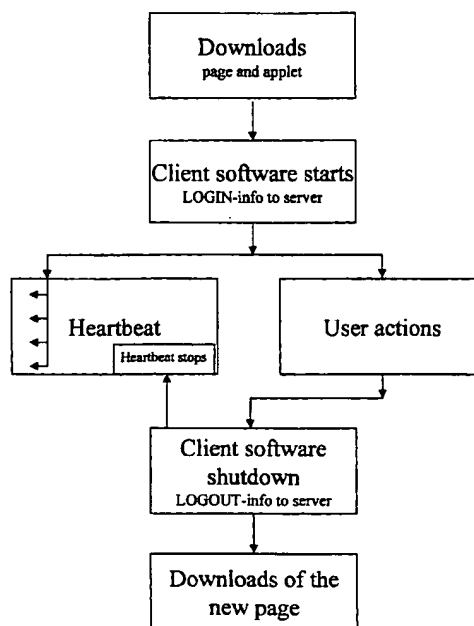 Downloads
page and applet
Client software starts
LOGIN-info to server
Heartbeat
Heartbeat stops
User actions
Client software
shutdown
LOGOUT-info to server
Downloads of the
new page